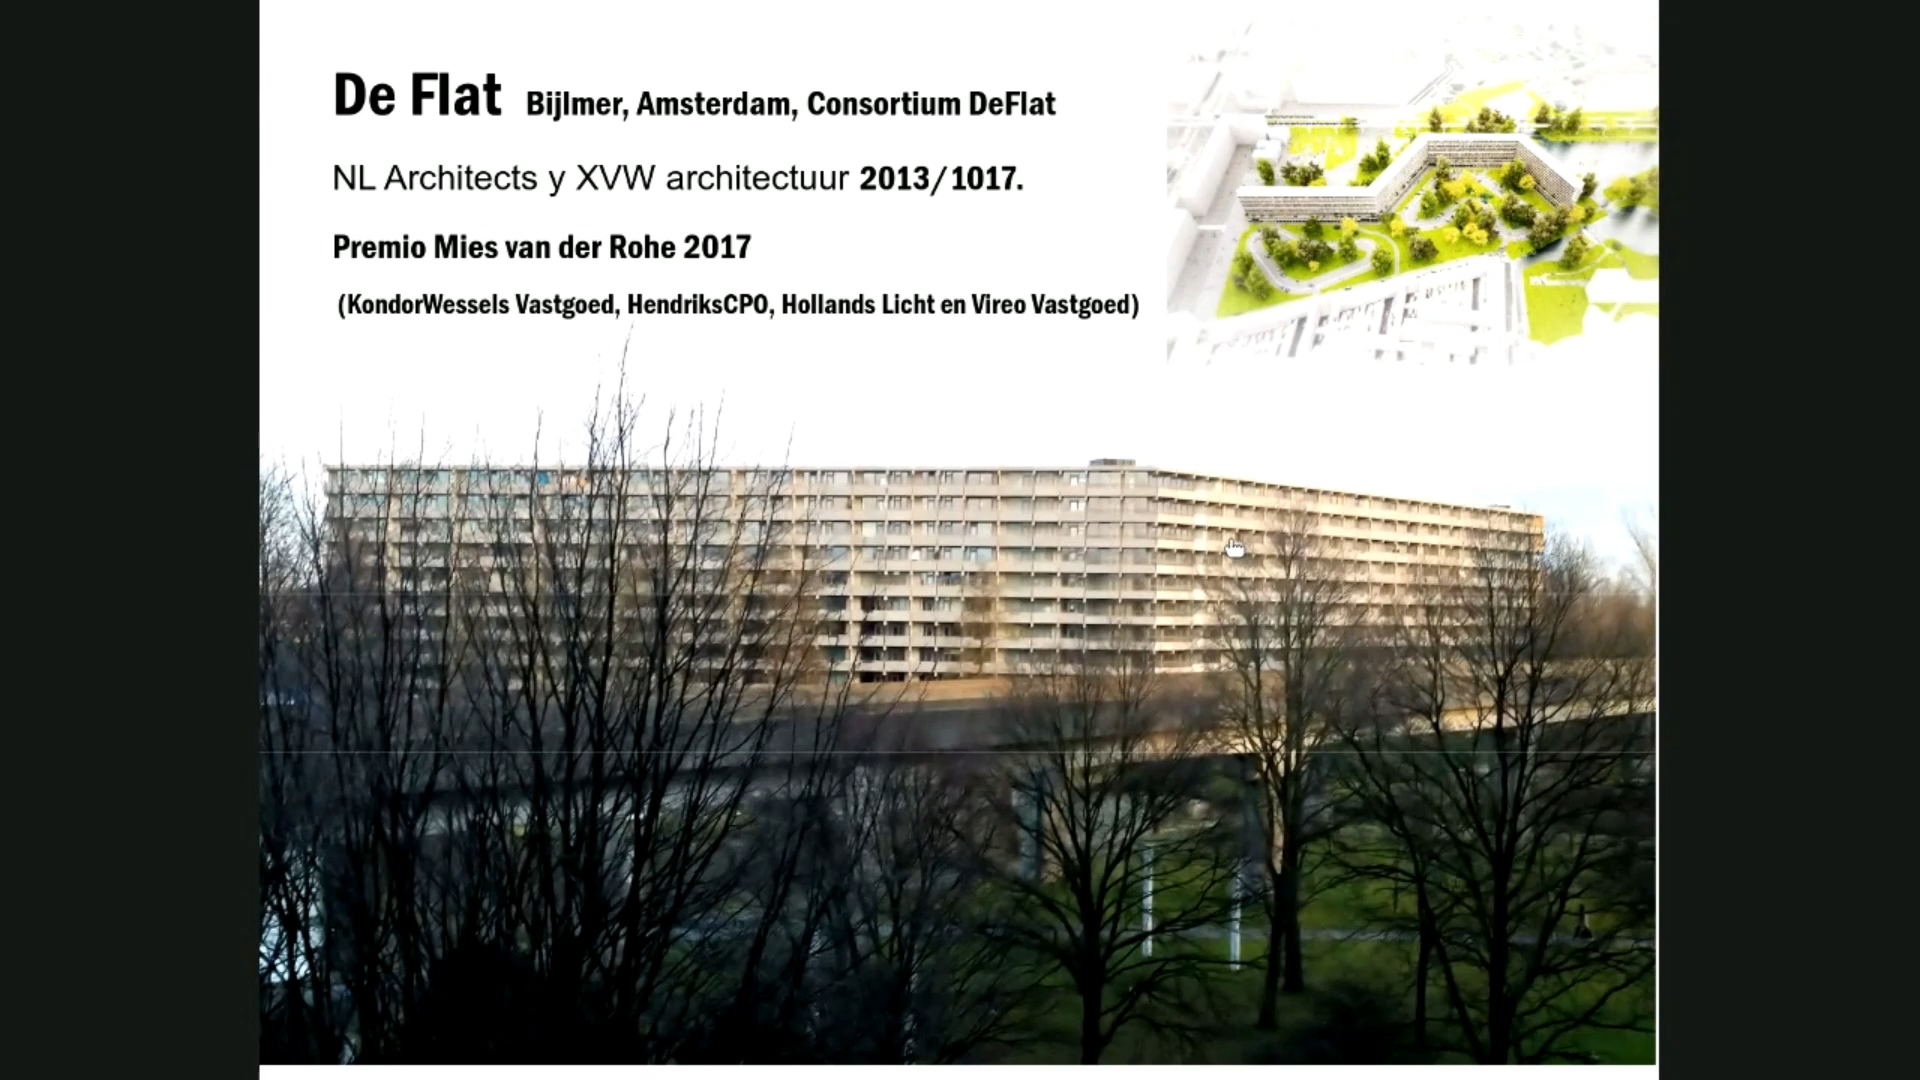 De Flat Bijlmer, Amsterdam, Consortium DeFlat
NL Architects y XVW architectuur 2013/1017.
Premio Mies van der Rohe 2017
(KondorWessels Vastgoed, HendriksCPO, Hollands Licht en Vireo Vastgoed)